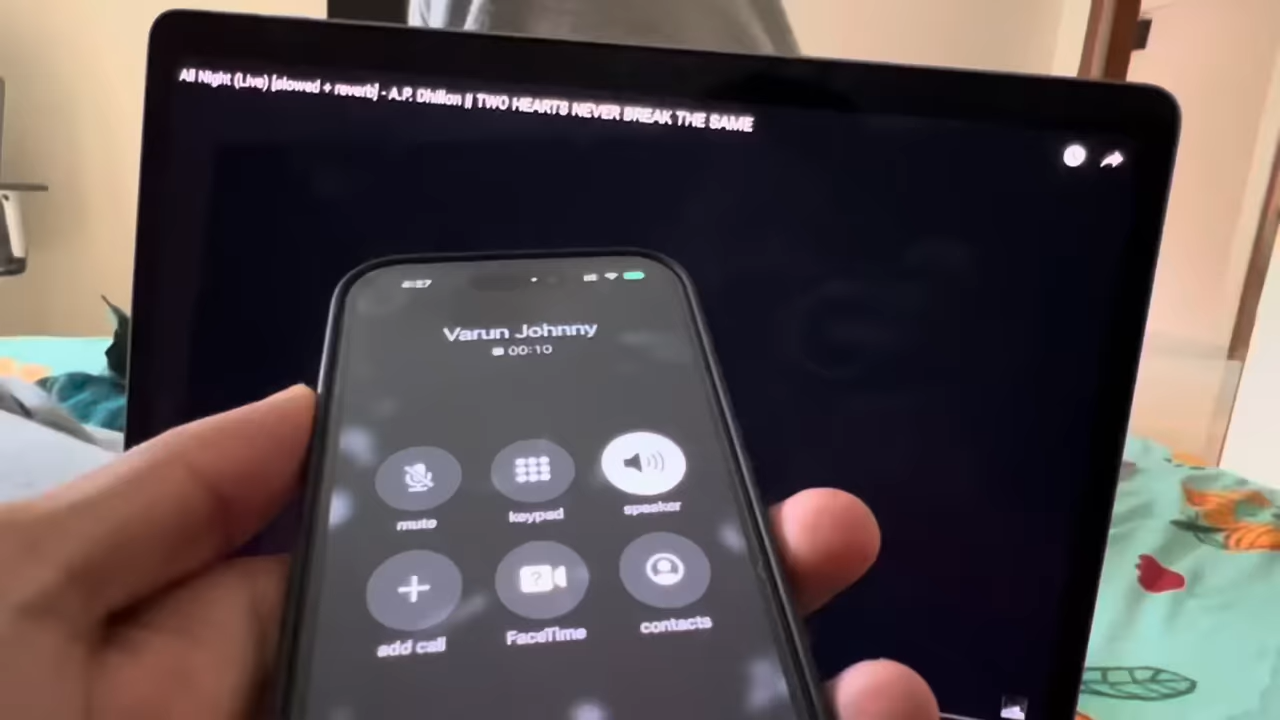 All Night (Live) [slowed + reverb] - A.P. Dhillon || TWO HEARTS NEVER BREAK THE SAME
Varun Johnny
00:10
mute keypad speaker
?
add call FaceTime contacts